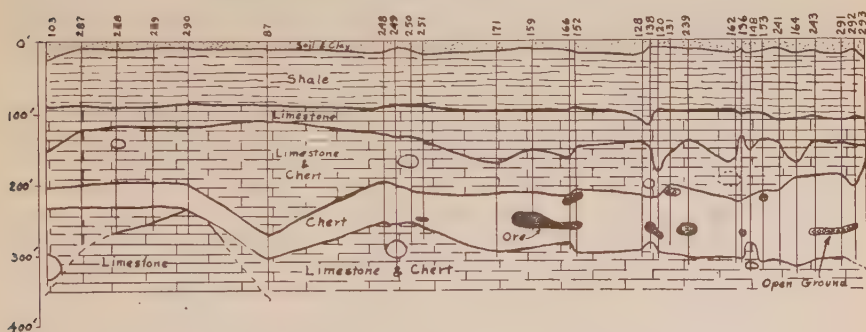 103 287 288 289 290 87 248 249 250 251 171 159 166 152 128 138 120 131 239 162 136 148 153 241 164 243 291 292 293
0'
Soil & Clay
Shale
100'
Limestone
Limestone
&
Chert
200'
Chert
Ore
300'
Limestone
Limestone & Chert
Open Ground
400'